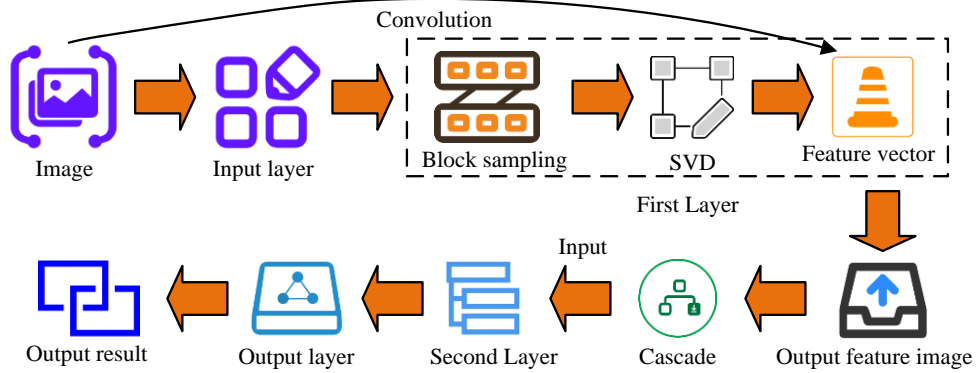 Convolution
Image
Input layer
Block sampling
SVD
Feature vector
First Layer
Input
Output result
Output layer
Second Layer
Cascade
Output feature image